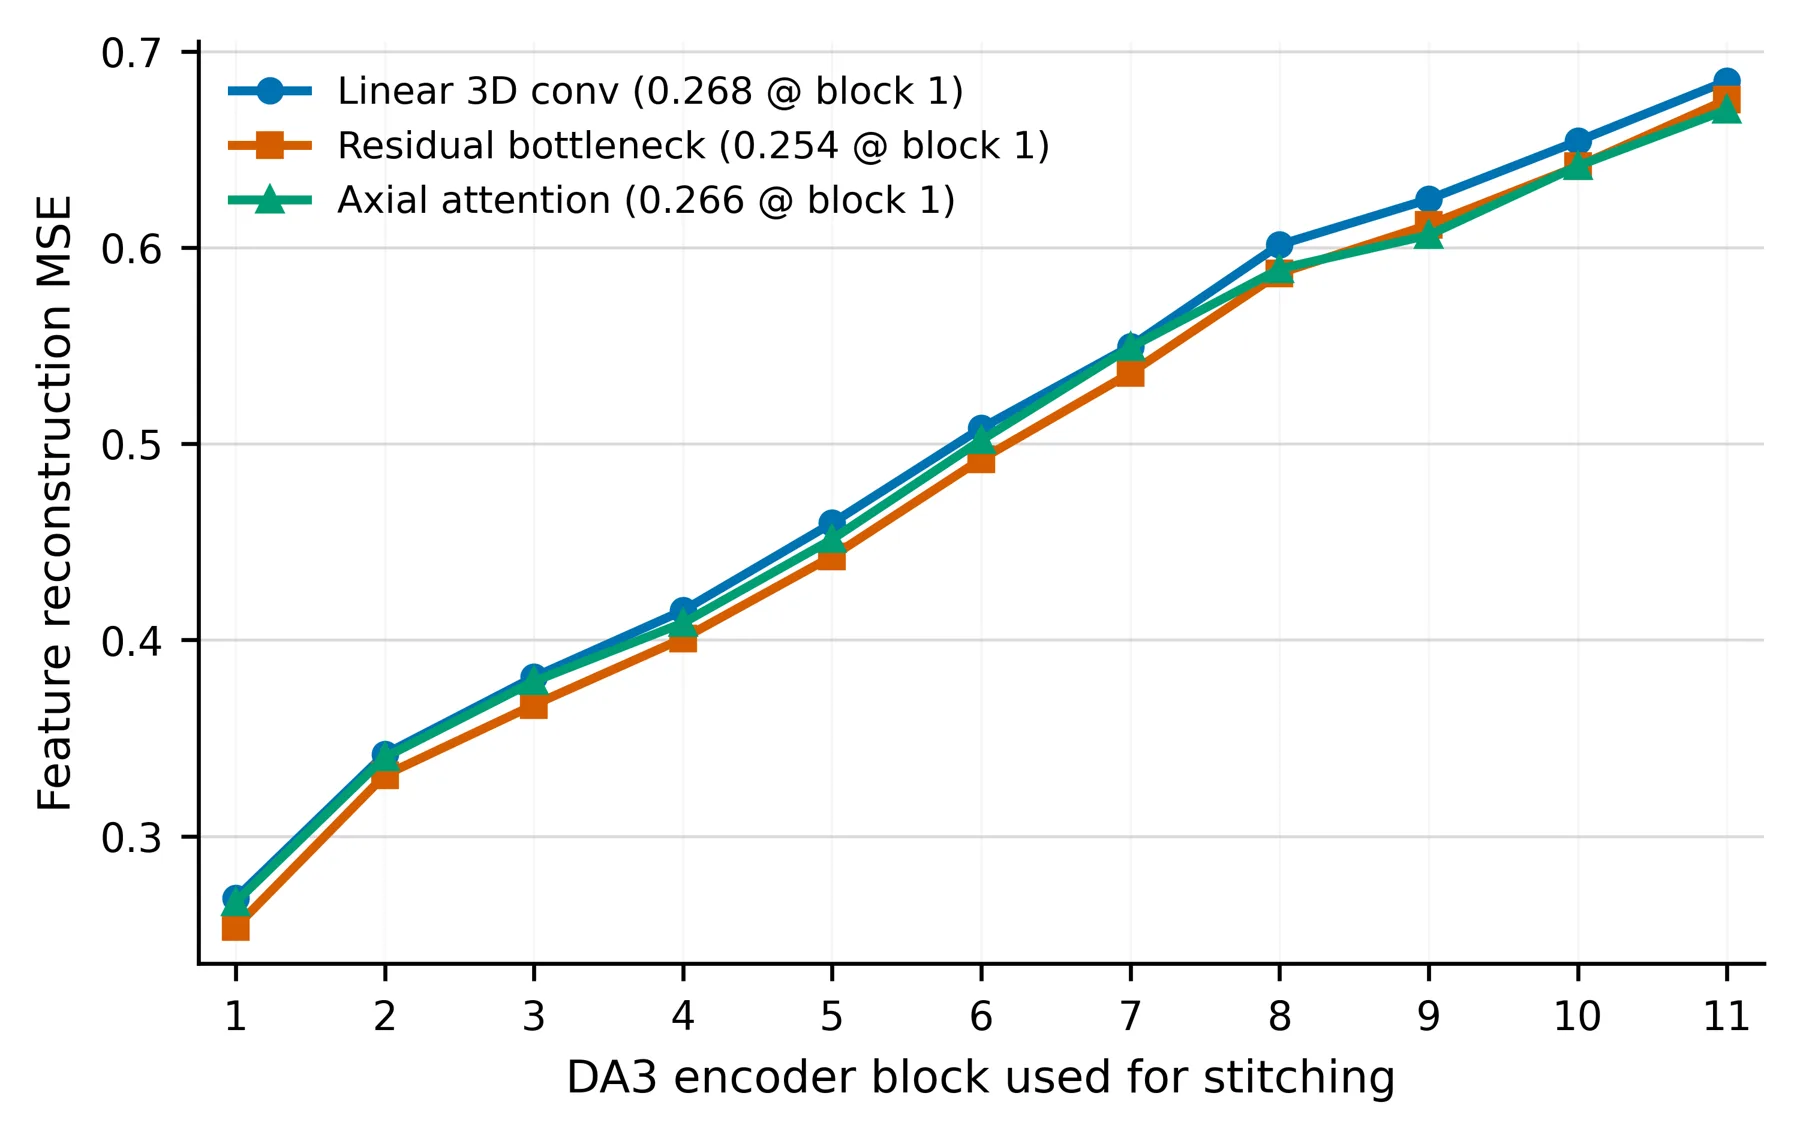 0.7
0.6
0.5
0.4
0.3
Feature reconstruction MSE
Linear 3D conv (0.268 @ block 1)
Residual bottleneck (0.254 @ block 1)
Axial attention (0.266 @ block 1)
1 2 3 4 5 6 7 8 9 10 11
DA3 encoder block used for stitching